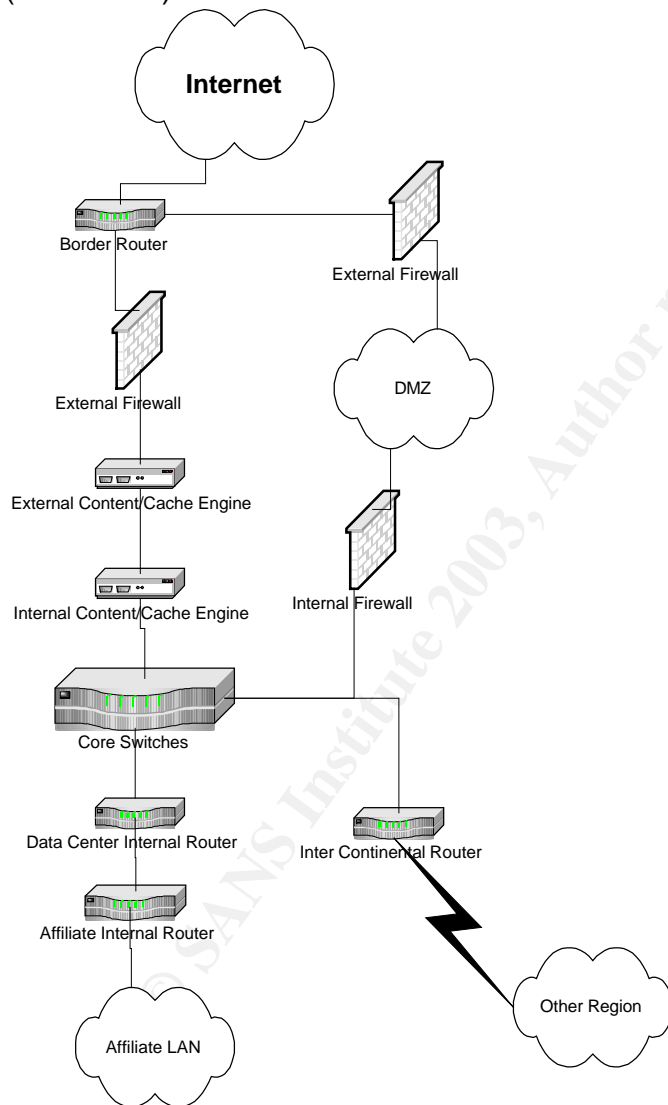 Internet
Border Router
External Firewall
External Firewall
DMZ
External Content/Cache Engine
Internal Content/Cache Engine
Internal Firewall
Core Switches
Data Center Internal Router
Inter Continental Router
Affiliate Internal Router
Other Region
Affiliate LAN
© SANS Institute 2003, Author